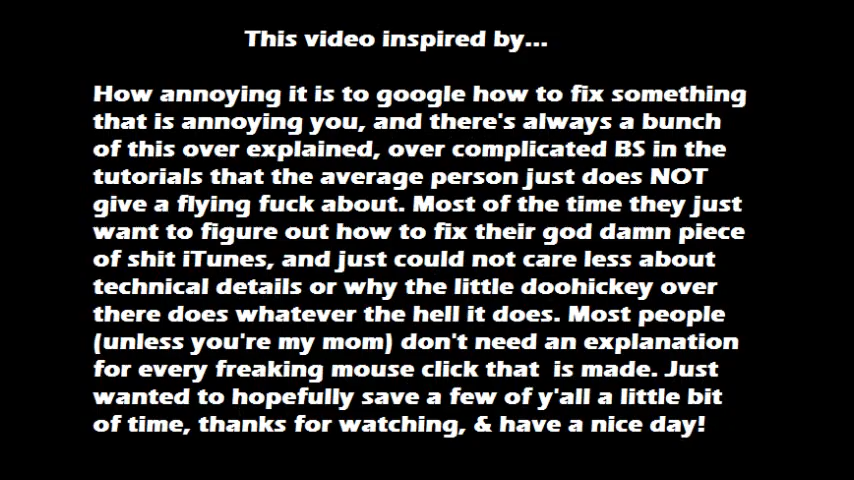 This video inspired by...
How annoying it is to google how to fix something
that is annoying you, and there's always a bunch
of this over explained, over complicated BS in the
tutorials that the average person just does NOT
give a flying fuck about. Most of the time they just
want to figure out how to fix their god damn piece
of shit iTunes, and just could not care less about
technical details or why the little doohickey over
there does whatever the hell it does. Most people
(unless you're my mom) don't need an explanation
for every freaking mouse click that  is made. Just
wanted to hopefully save a few of y'all a little bit
of time, thanks for watching, & have a nice day!